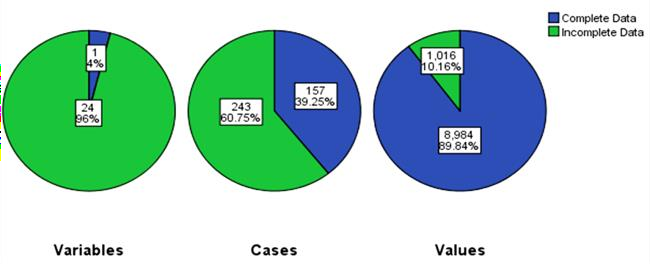 Complete Data
Incomplete Data
1
4%
24
96%
157
39.25%
243
60.75%
1,016
10.16%
8,984
89.84%
Variables
Cases
Values